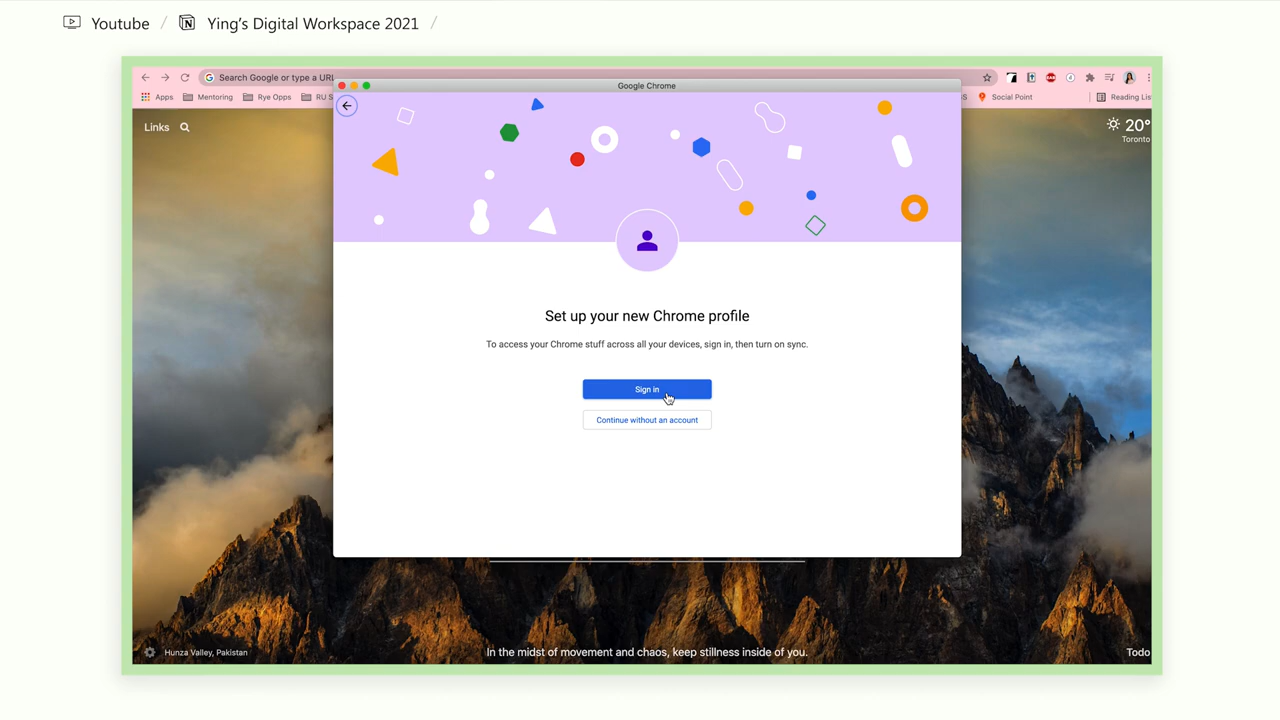 Youtube / Ying's Digital Workspace 2021 /
Search Google or type a URL
Google Chrome
Apps Mentoring Rye Opps RU S Social Point Reading Lis
Links
20°
Toronto
Set up your new Chrome profile
To access your Chrome stuff across all your devices, sign in, then turn on sync.
Sign in
Continue without an account
Hunza Valley, Pakistan
In the midst of movement and chaos, keep stillness inside of you.
Todo